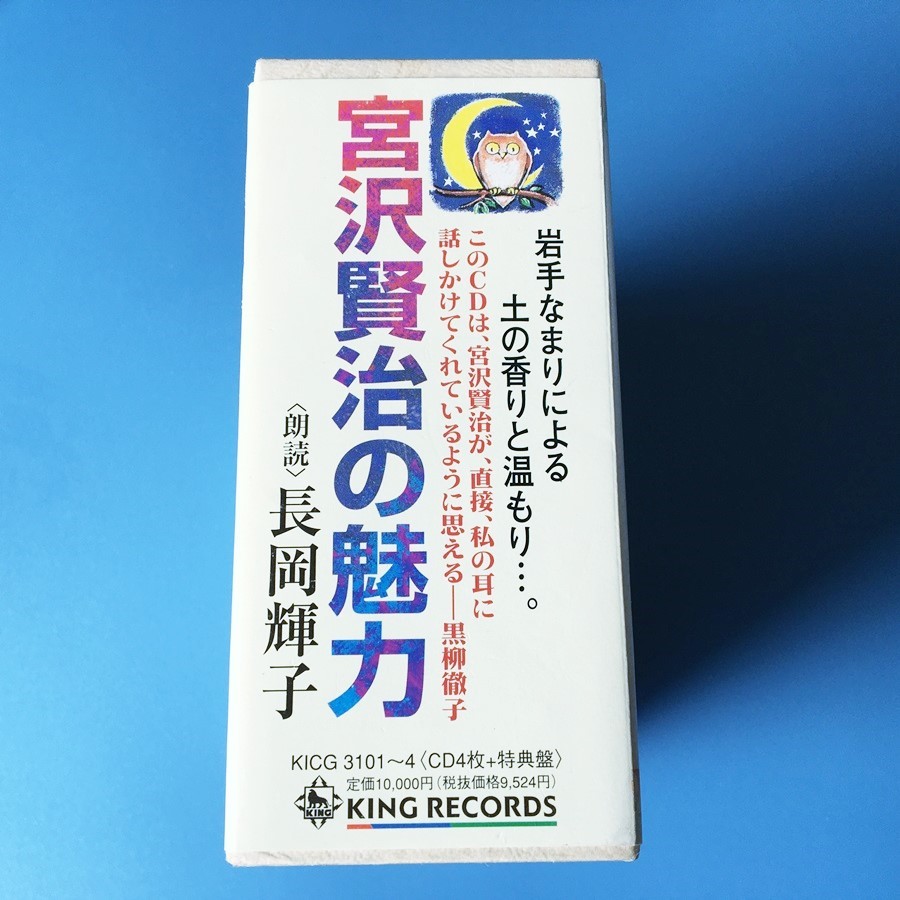 岩手なまりによる
土の香りと温もり…。
このCDは、宮沢賢治が、直接、私の耳に
話しかけてくれているように思える―黒柳徹子
宮沢賢治の魅力
〈朗読〉長岡輝子
KICG 3101～4〈CD4枚+特典盤〉
定価10,000円（税抜価格9,524円）
KING
KING RECORDS